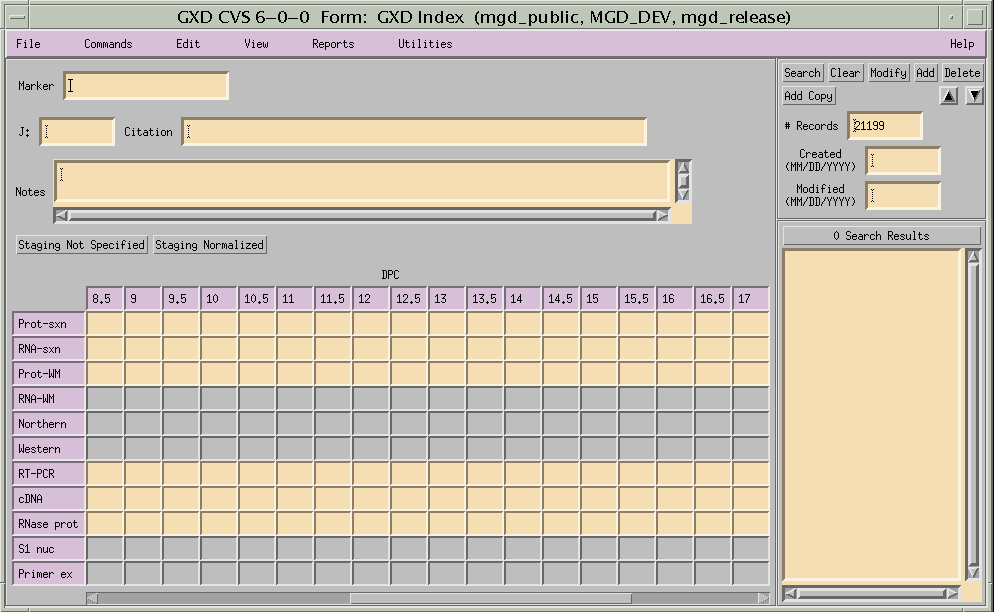 GXD CVS 6-0-0 Form: GXD Index (mgd_public, MGD_DEV, mgd_release)
File Commands Edit View Reports Utilities Help
Marker
J: Citation
Notes
Staging Not Specified Staging Normalized
DPC
8.5 9 9.5 10 10.5 11 11.5 12 12.5 13 13.5 14 14.5 15 15.5 16 16.5 17
Prot-sxn
RNA-sxn
Prot-WM
RNA-WM
Northern
Western
RT-PCR
cDNA
RNase prot
S1 nuc
Primer ex
Search Clear Modify Add Delete
Add Copy
# Records 21199
Created
(MM/DD/YYYY)
Modified
(MM/DD/YYYY)
0 Search Results